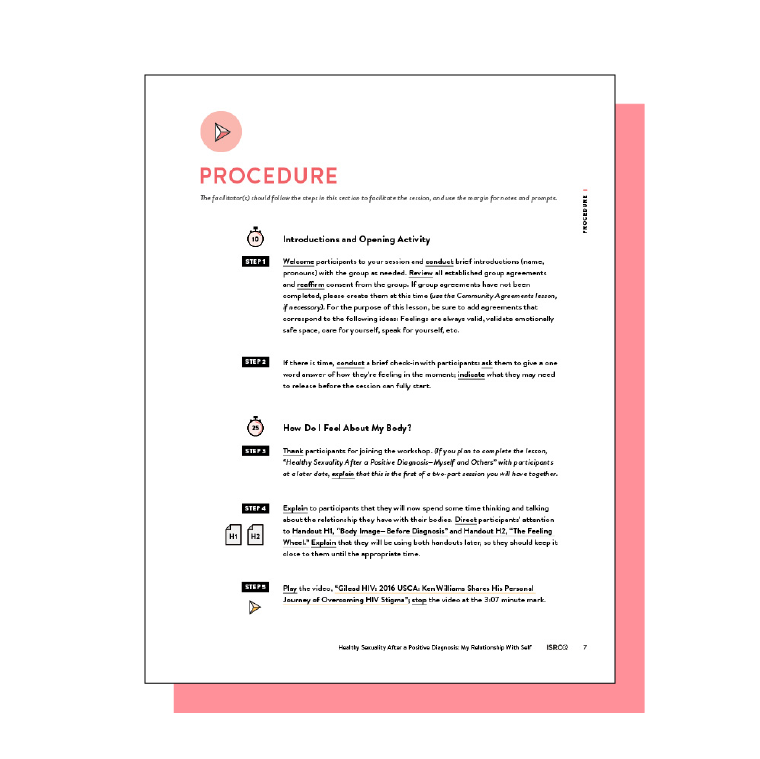 PROCEDURE
The facilitator(s) should follow the steps in this section to facilitate the session, and use the margin for notes and prompts.
PROCEDURE
10
Introductions and Opening Activity
STEP 1
Welcome participants to your session and conduct brief introductions (name,
pronouns) with the group as needed. Review all established group agreements
and reaffirm consent from the group. If group agreements have not been
completed, please create them at this time (use the Community Agreements lesson,
if necessary). For the purpose of this lesson, be sure to add agreements that
correspond to the following ideas: Feelings are always valid, validate emotionally
safe space, care for yourself, speak for yourself, etc.
STEP 2
If there is time, conduct a brief check-in with participants: ask them to give a one
word answer of how they're feeling in the moment; indicate what they may need
to release before the session can fully start.
25
How Do I Feel About My Body?
STEP 3
Thank participants for joining the workshop. (If you plan to complete the lesson,
"Healthy Sexuality After a Positive Diagnosis—Myself and Others" with participants
at a later date, explain that this is the first of a two-part session you will have together.
STEP 4
Explain to participants that they will now spend some time thinking and talking
about the relationship they have with their bodies. Direct participants' attention
to Handout H1, "Body Image—Before Diagnosis" and Handout H2, "The Feeling
Wheel." Explain that they will be using both handouts later, so they should keep it
close to them until the appropriate time.
H1 H2
STEP 5
Play the video, "Gilead HIV: 2016 USCA: Ken Williams Shares His Personal
Journey of Overcoming HIV Stigma"; stop the video at the 3:07 minute mark.
Healthy Sexuality After a Positive Diagnosis: My Relationship With Self 7